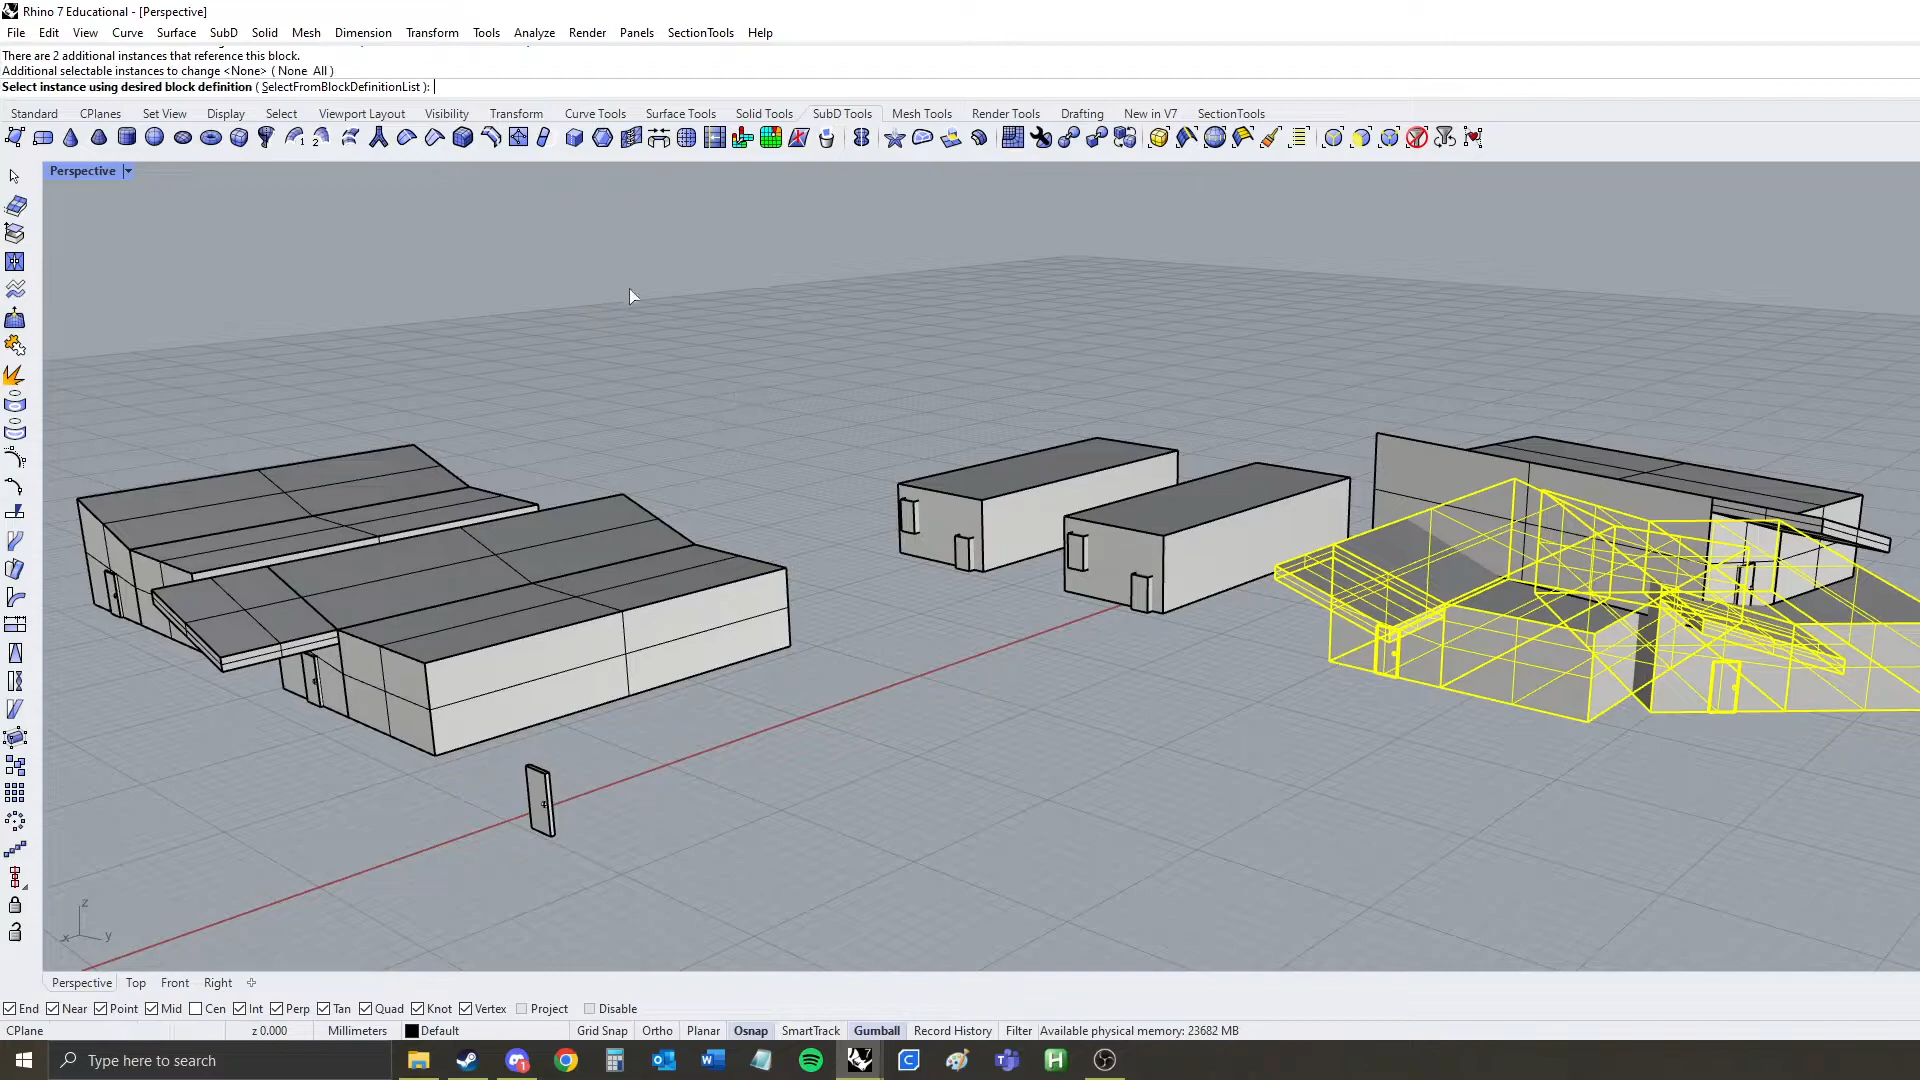 Rhino 7 Educational - [Perspective]
File Edit View Curve Surface SubD Solid Mesh Dimension Transform Tools Analyze Render Panels SectionTools Help
There are 2 additional instances that reference this block.
Additional selectable instances to change <None> ( None All )
Select instance using desired block definition ( SelectFromBlockDefinitionList ):
Standard CPlanes Set View Display Select Viewport Layout Visibility Transform Curve Tools Surface Tools Solid Tools SubD Tools Mesh Tools Render Tools Drafting New in V7 SectionTools
Perspective
z
x y
Perspective Top Front Right
End Near Point Mid Cen Int Perp Tan Quad Knot Vertex Project Disable
CPlane z 0.000 Millimeters Default Grid Snap Ortho Planar Osnap SmartTrack Gumball Record History Filter Available physical memory: 23682 MB
Type here to search